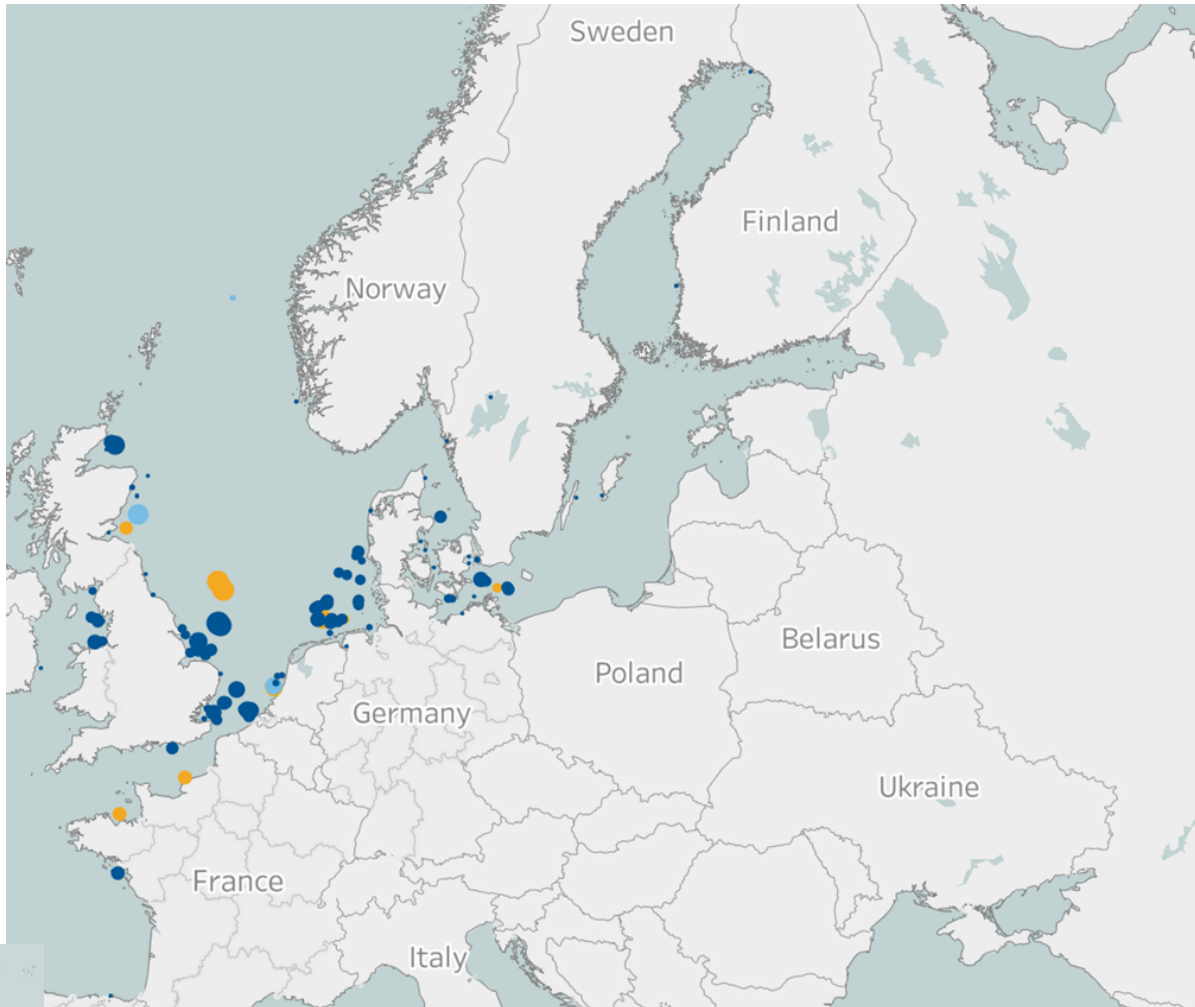 Sweden
Finland
Norway
Belarus
Poland
Germany
Ukraine
France
Italy